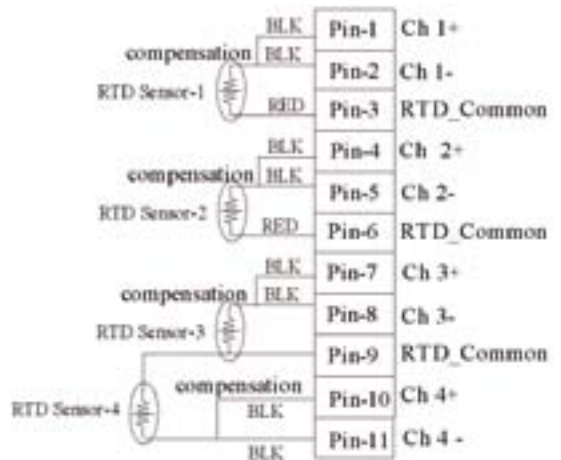 BLK Pin-1 Ch 1+
compensation BLK Pin-2 Ch 1-
RTD Sensor-1
RED Pin-3 RTD_Common
BLK Pin-4 Ch 2+
compensation BLK Pin-5 Ch 2-
RTD Sensor-2
RED Pin-6 RTD_Common
BLK Pin-7 Ch 3+
compensation BLK Pin-8 Ch 3-
RTD Sensor-3
Pin-9 RTD_Common
compensation Pin-10 Ch 4+
BLK
RTD Sensor-4
BLK Pin-11 Ch 4 -